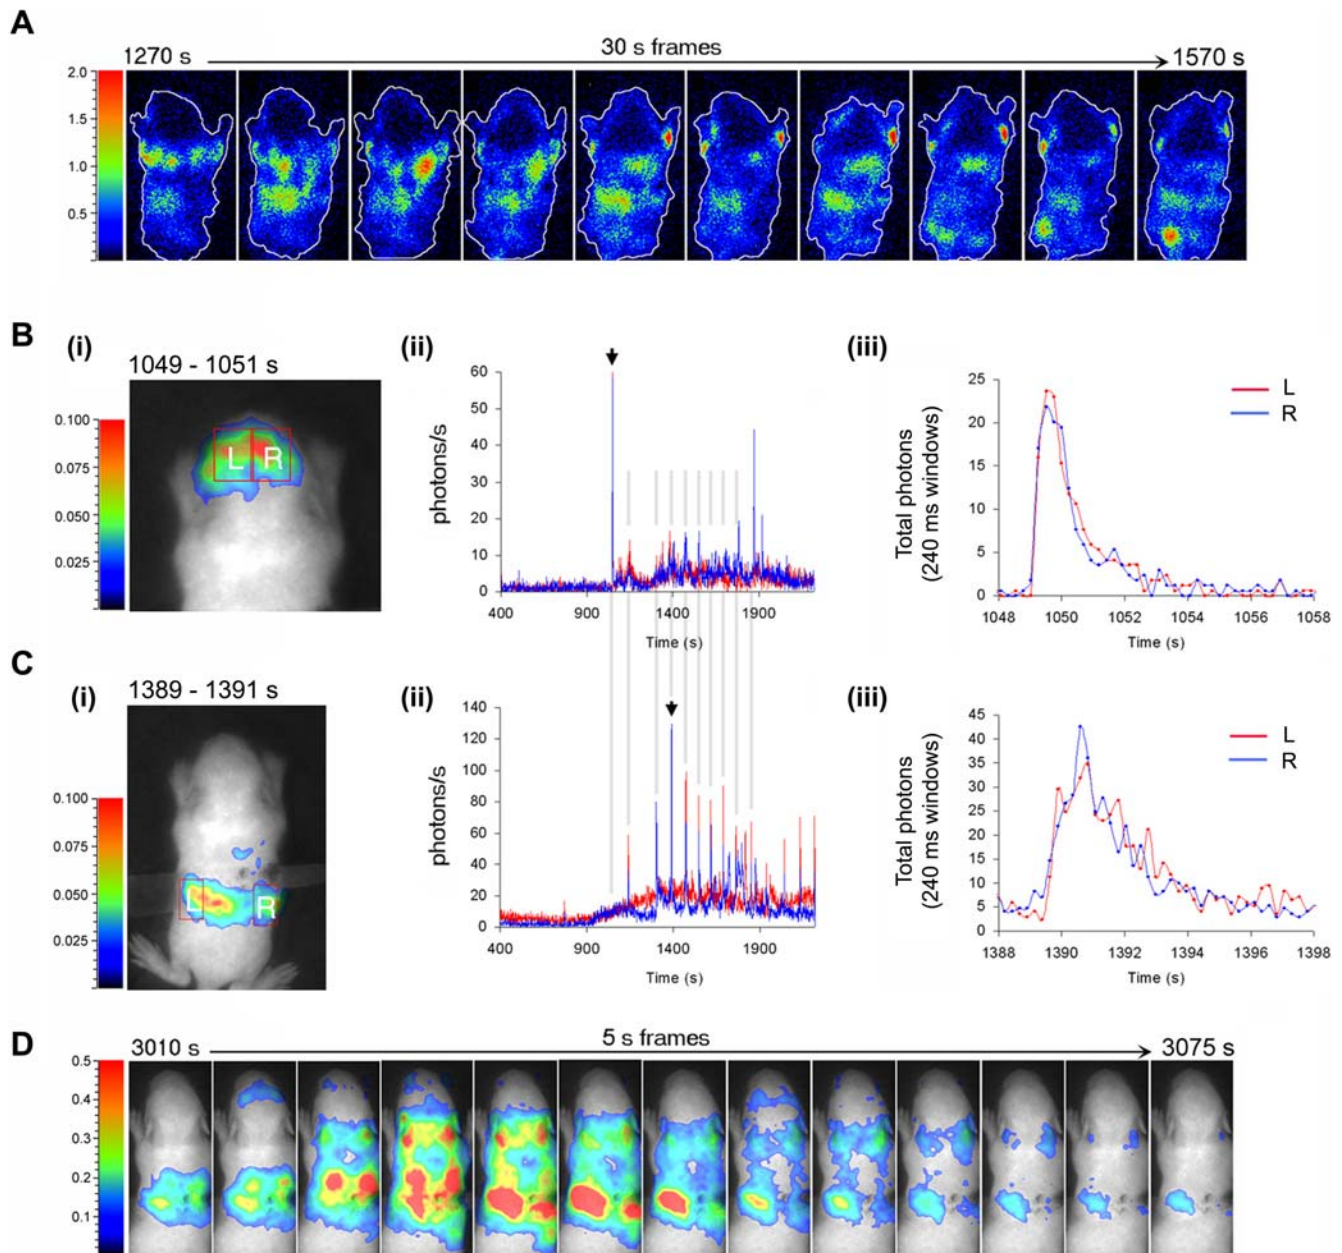 A
1270 s
30 s frames
1570 s
2.0
1.5
1.0
0.5
B
(i)
1049 - 1051 s
0.100
0.075
0.050
0.025
L R
(ii)
photons/s
60
50
40
30
20
10
0
400 900 1400 1900
Time (s)
(iii)
Total photons
(240 ms windows)
25
20
15
10
5
0
1048 1050 1052 1054 1056 1058
Time (s)
L
R
C
(i)
1389 - 1391 s
0.100
0.075
0.050
0.025
L R
(ii)
photons/s
140
120
100
80
60
40
20
0
400 900 1400 1900
Time (s)
(iii)
Total photons
(240 ms windows)
45
40
35
30
25
20
15
10
5
0
1388 1390 1392 1394 1396 1398
Time (s)
L
R
D
3010 s
5 s frames
3075 s
0.5
0.4
0.3
0.2
0.1